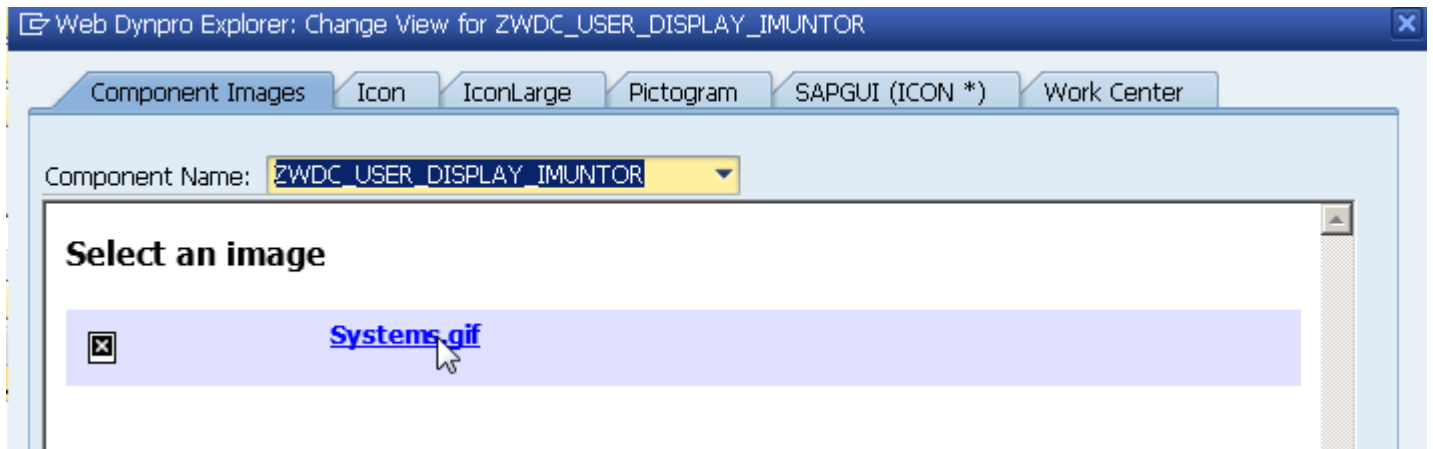 Web Dynpro Explorer: Change View for ZWDC_USER_DISPLAY_IMUNTOR
Component Images Icon IconLarge Pictogram SAPGUI (ICON *) Work Center
Component Name: ZWDC_USER_DISPLAY_IMUNTOR
Select an image
Systems.gif